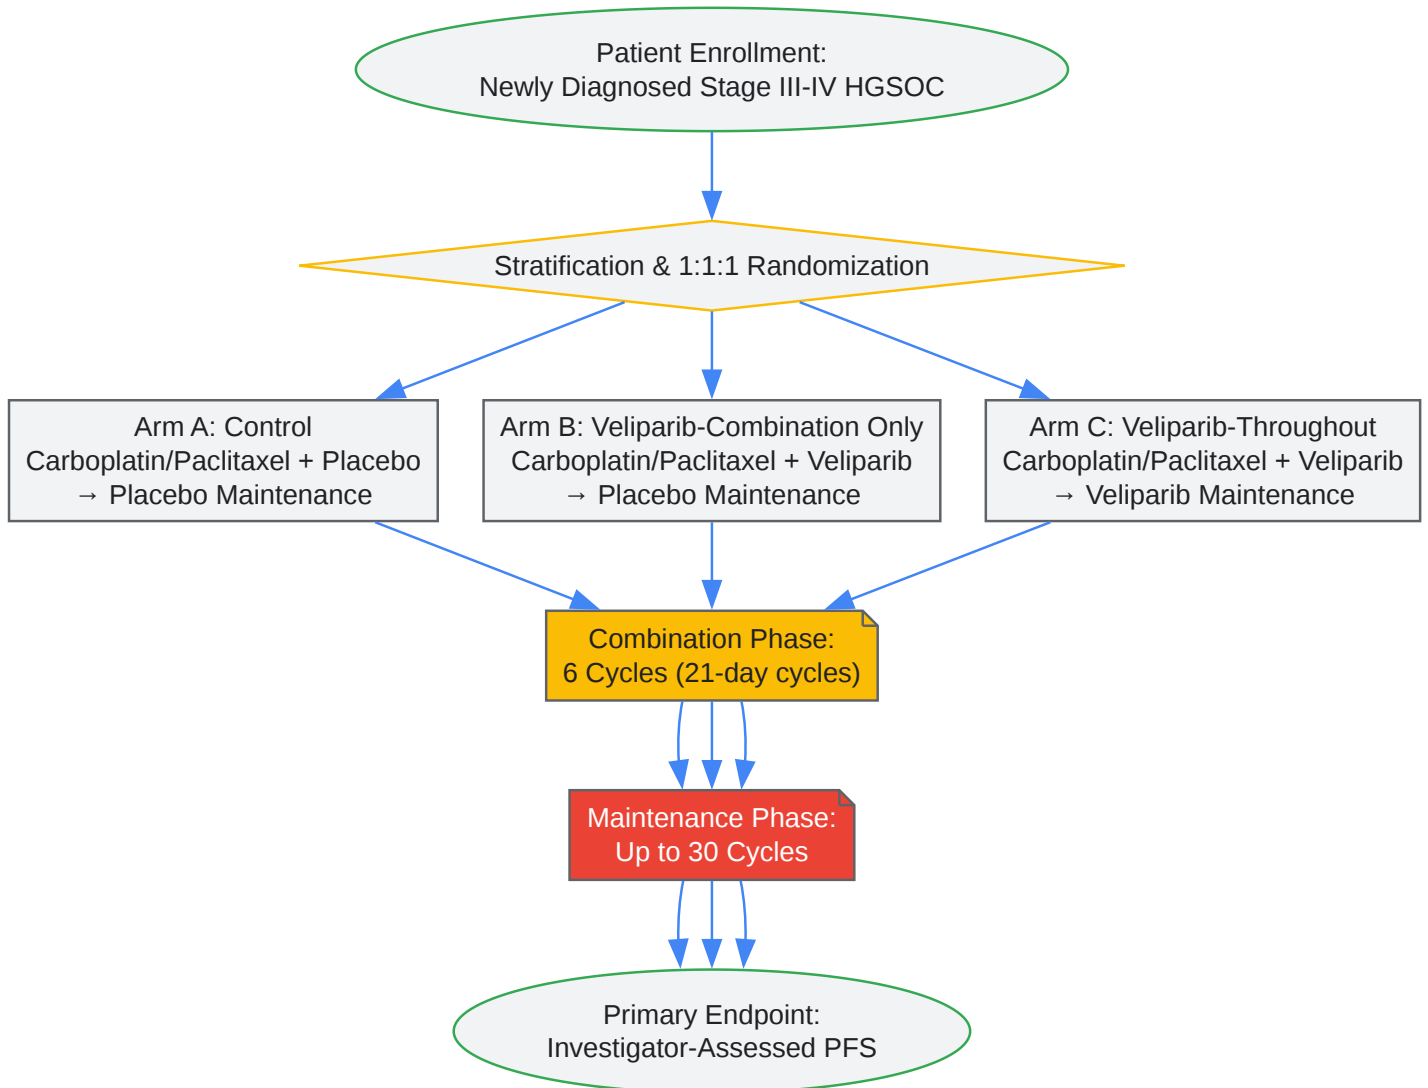 Patient Enrollment:
Newly Diagnosed Stage III-IV HGSOC
Stratification & 1:1:1 Randomization
Arm A: Control
Carboplatin/Paclitaxel + Placebo
→ Placebo Maintenance
Arm B: Veliparib-Combination Only
Carboplatin/Paclitaxel + Veliparib
→ Placebo Maintenance
Arm C: Veliparib-Throughout
Carboplatin/Paclitaxel + Veliparib
→ Veliparib Maintenance
Combination Phase:
6 Cycles (21-day cycles)
Maintenance Phase:
Up to 30 Cycles
Primary Endpoint:
Investigator-Assessed PFS